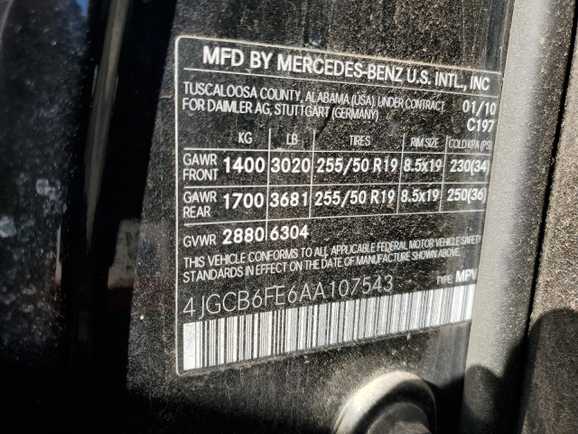 MFD BY MERCEDES-BENZ U.S. INTL., INC
TUSCALOOSA COUNTY, ALABAMA (USA), UNDER CONTRACT 01/10
FOR DAIMLER AG, STUTTGART (GERMANY) C197
KG LB TIRES RIM SIZE COLD KPA (PSI
GAWR FRONT 1400 3020 255/50 R19 8.5x19 230(34)
GAWR REAR 1700 3681 255/50 R19 8.5x19 250(36)
GVWR 2880 6304
THIS VEHICLE CONFORMS TO ALL APPLICABLE FEDERAL MOTOR VEHICLE SAFETY
STANDARDS IN EFFECT ON THE DATE OF MANUFACTURE SHOWN ABOVE
4JGCB6FE6AA107543 TYPE: MPV